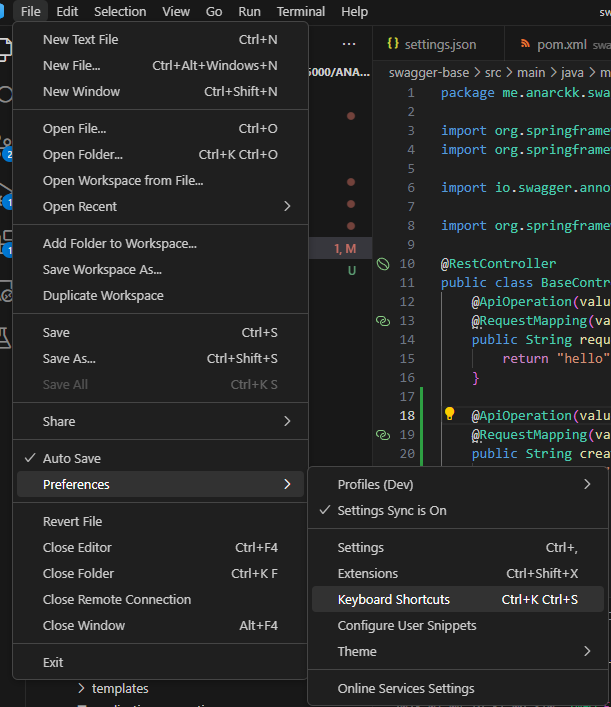 File Edit Selection View Go Run Terminal Help
New Text File Ctrl+N
New File... Ctrl+Alt+Windows+N
New Window Ctrl+Shift+N
Open File... Ctrl+O
Open Folder... Ctrl+K Ctrl+O
Open Workspace from File...
Open Recent
Add Folder to Workspace...
Save Workspace As...
Duplicate Workspace
Save Ctrl+S
Save As... Ctrl+Shift+S
Save All Ctrl+K S
Share
Auto Save
Preferences
Revert File
Close Editor Ctrl+F4
Close Folder Ctrl+K F
Close Remote Connection
Close Window Alt+F4
Exit
Profiles (Dev)
Settings Sync is On
Settings Ctrl+,
Extensions Ctrl+Shift+X
Keyboard Shortcuts Ctrl+K Ctrl+S
Configure User Snippets
Theme
Online Services Settings
templates
2
1
1
5000/ANA...
1, M
U
{} settings.json pom.xml swa
swagger-base > src > main > java > m
1 package me.anarckk.swa
2
3 import org.springframe
4 import org.springframe
5
6 import io.swagger.anno
7
8 import org.springframe
9
10 @RestController
11 public class BaseContr
12 @ApiOperation(valu
13 @RequestMapping(va
14 public String requ
15 return "hello"
16 }
17
18 @ApiOperation(valu
19 @RequestMapping(va
20 public String crea